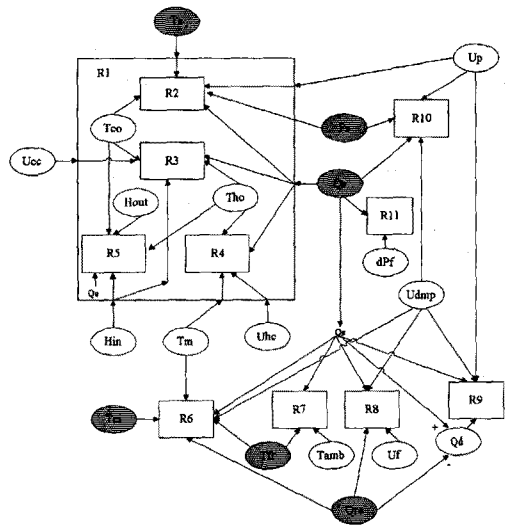 R1
R2
Up
R10
Tco
Ucc
R3
Hout
Tho
R11
R5
R4
dPf
Qa
Udmp
Hin
Tm
Uhc
Qa
R6
R7
R8
R9
+
Qd
-
Tamb
Uf